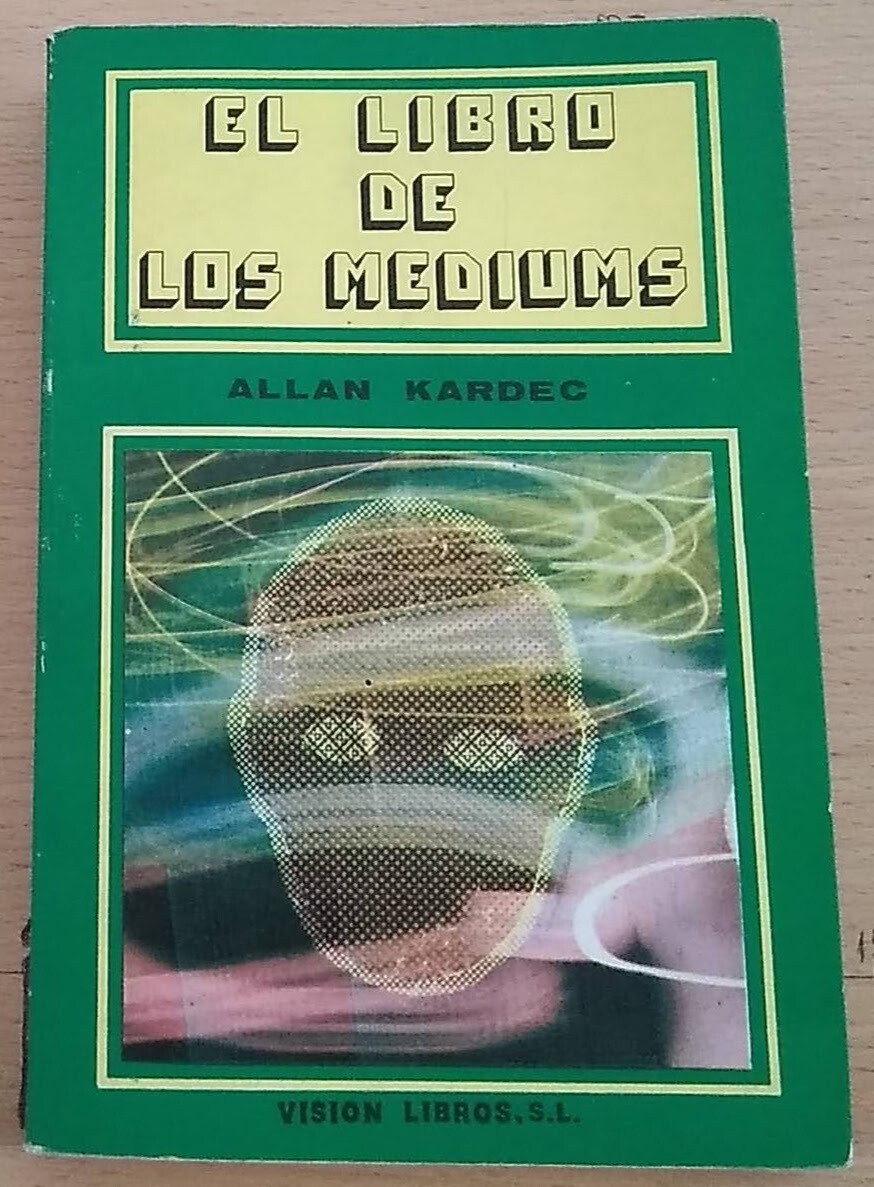 EL LIBRO
DE
LOS MEDIUMS
ALLAN KARDEC
VISION LIBROS, S.L.